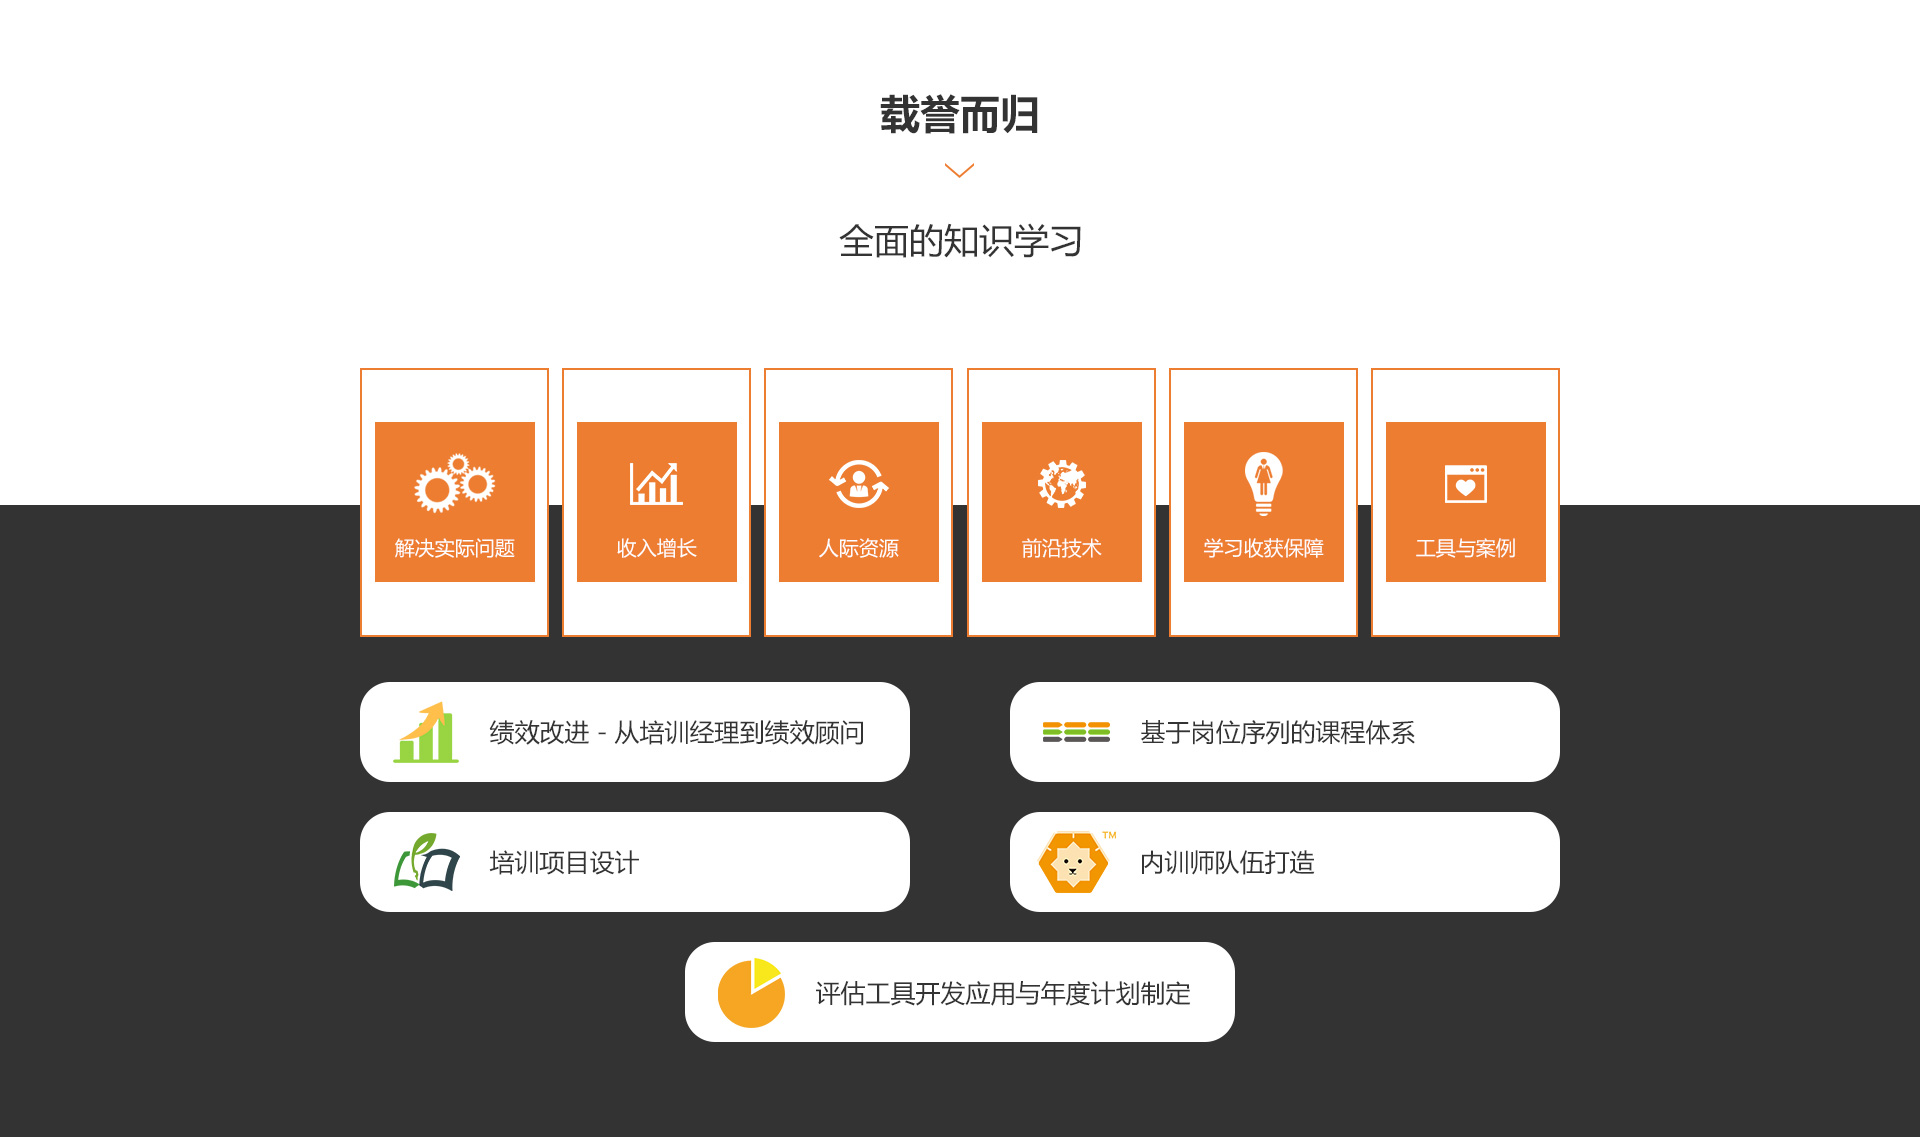 载誉而归
全面的知识学习
解决实际问题
收入增长
人际资源
前沿技术
学习收获保障
工具与案例
绩效改进 - 从培训经理到绩效顾问
基于岗位序列的课程体系
培训项目设计
TM
内训师队伍打造
评估工具开发应用与年度计划制定